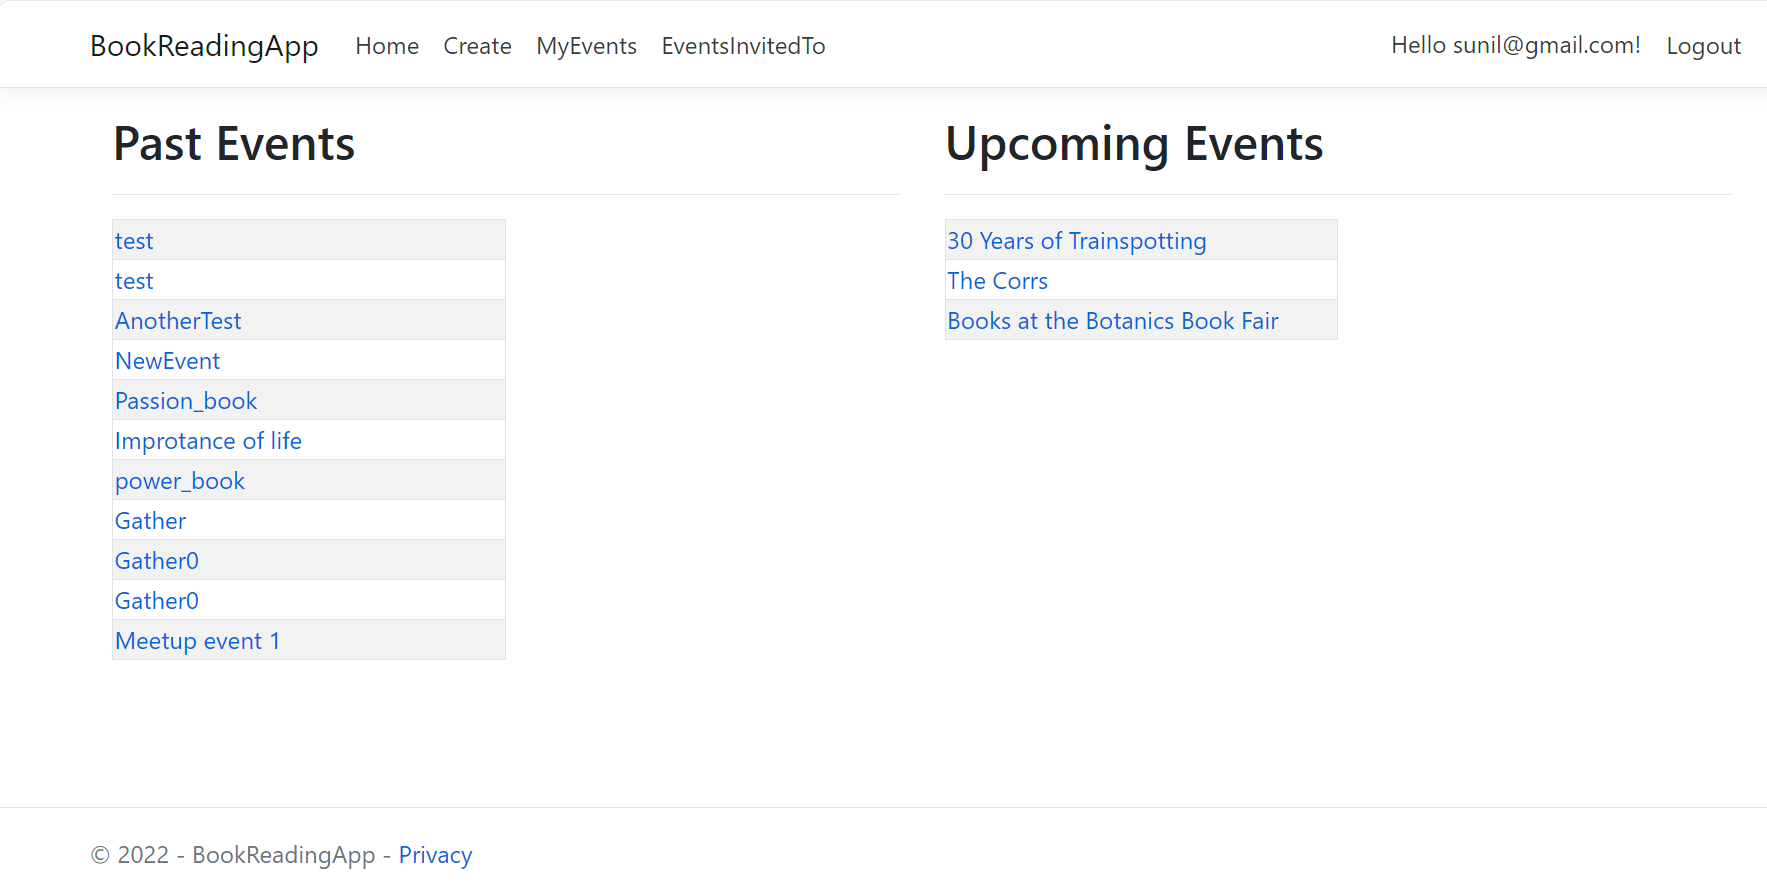 BookReadingApp Home Create MyEvents EventsInvitedTo Hello sunil@gmail.com! Logout
Past Events
test
test
AnotherTest
NewEvent
Passion_book
Improtance of life
power_book
Gather
Gather0
Gather0
Meetup event 1
Upcoming Events
30 Years of Trainspotting
The Corrs
Books at the Botanics Book Fair
© 2022 - BookReadingApp - Privacy